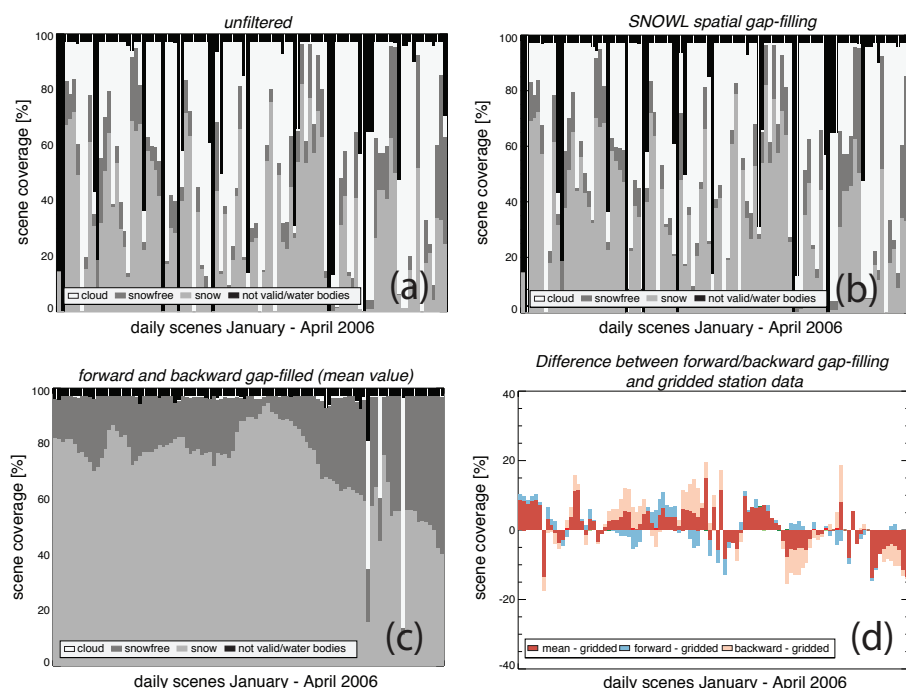 unfiltered
scene coverage [%]
100
80
60
40
20
0
cloud snowfree snow not valid/water bodies
(a)
daily scenes January - April 2006
SNOWL spatial gap-filling
scene coverage [%]
100
80
60
40
20
0
cloud snowfree snow not valid/water bodies
(b)
daily scenes January - April 2006
forward and backward gap-filled (mean value)
scene coverage [%]
100
80
60
40
20
0
cloud snowfree snow not valid/water bodies
(c)
daily scenes January - April 2006
Difference between forward/backward gap-filling
and gridded station data
scene coverage [%]
40
20
0
-20
-40
mean - gridded forward - gridded backward - gridded
(d)
daily scenes January - April 2006